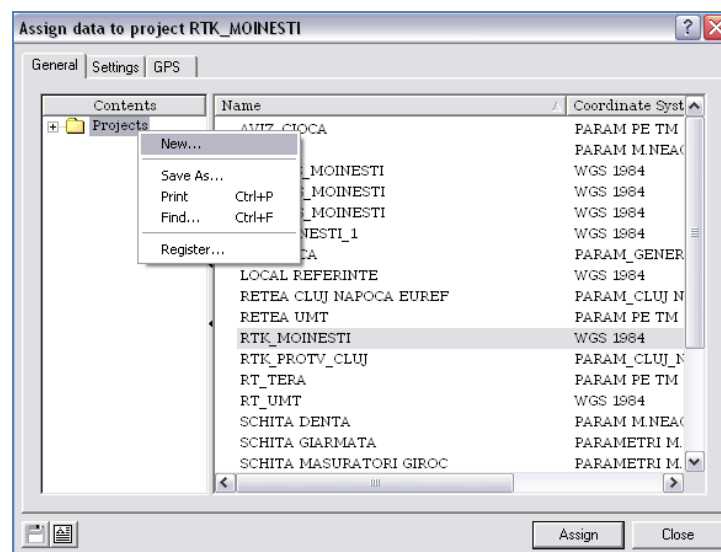 Assign data to project RTK_MOINESTI
General Settings GPS
Contents Name Coordinate Syst
Projects AVIZ_CIOCA PARAM PE TM
New... PARAM M.NEA
_MOINESTI WGS 1984
Save As... _MOINESTI WGS 1984
Print Ctrl+P _MOINESTI WGS 1984
Find... Ctrl+F NESTI_1 WGS 1984
Register... CA PARAM_GENER
LOCAL REFERINTE WGS 1984
RETEA CLUJ NAPOCA EUREF PARAM_CLUJ N
RETEA UMT PARAM PE TM
RTK_MOINESTI WGS 1984
RTK_PROTV_CLUJ PARAM_CLUJ_N
RT_TERA PARAM PE TM
RT_UMT WGS 1984
SCHITA DENTA PARAM M.NEA
SCHITA GIARMATA PARAMETRI M.
SCHITA MASURATORI GIROC PARAMETRI M.
Assign Close